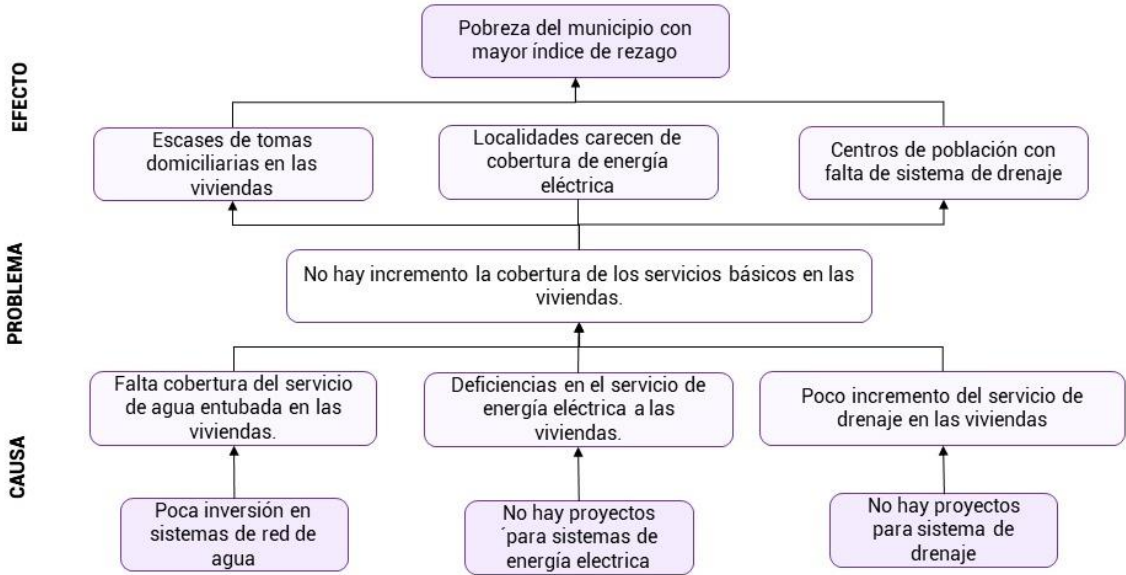 EFECTO
Pobreza del municipio con
mayor índice de rezago
Escases de tomas
domiciliarias en las
viviendas
Localidades carecen de
cobertura de energía
eléctrica
Centros de población con
falta de sistema de drenaje
PROBLEMA
No hay incremento la cobertura de los servicios básicos en las
viviendas.
CAUSA
Falta cobertura del servicio
de agua entubada en las
viviendas.
Deficiencias en el servicio de
energía eléctrica a las
viviendas.
Poco incremento del servicio de
drenaje en las viviendas
Poca inversión en
sistemas de red de
agua
No hay proyectos
´para sistemas de
energía electrica
No hay proyectos
para sistema de
drenaje